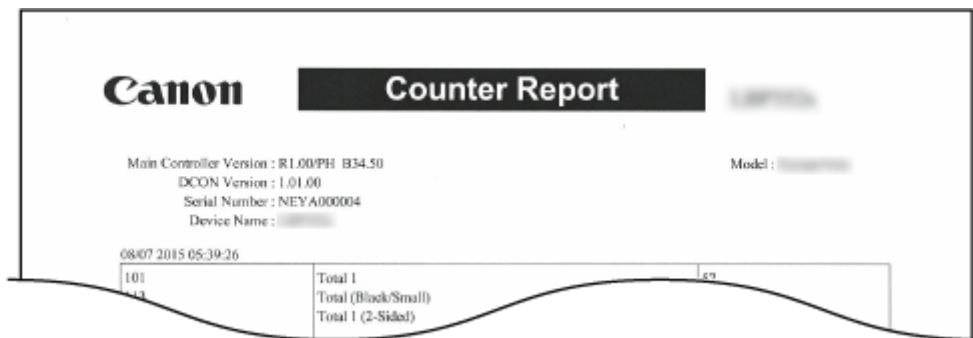 Canon
Counter Report
Main Controller Version : R1.00/PH B34.50
Model :
DCON Version : 1.01.00
Serial Number : NEYA000004
Device Name :
08/07 2015 05:39:26
101 Total 1
Total (Black/Small)
Total 1 (2-Sided)